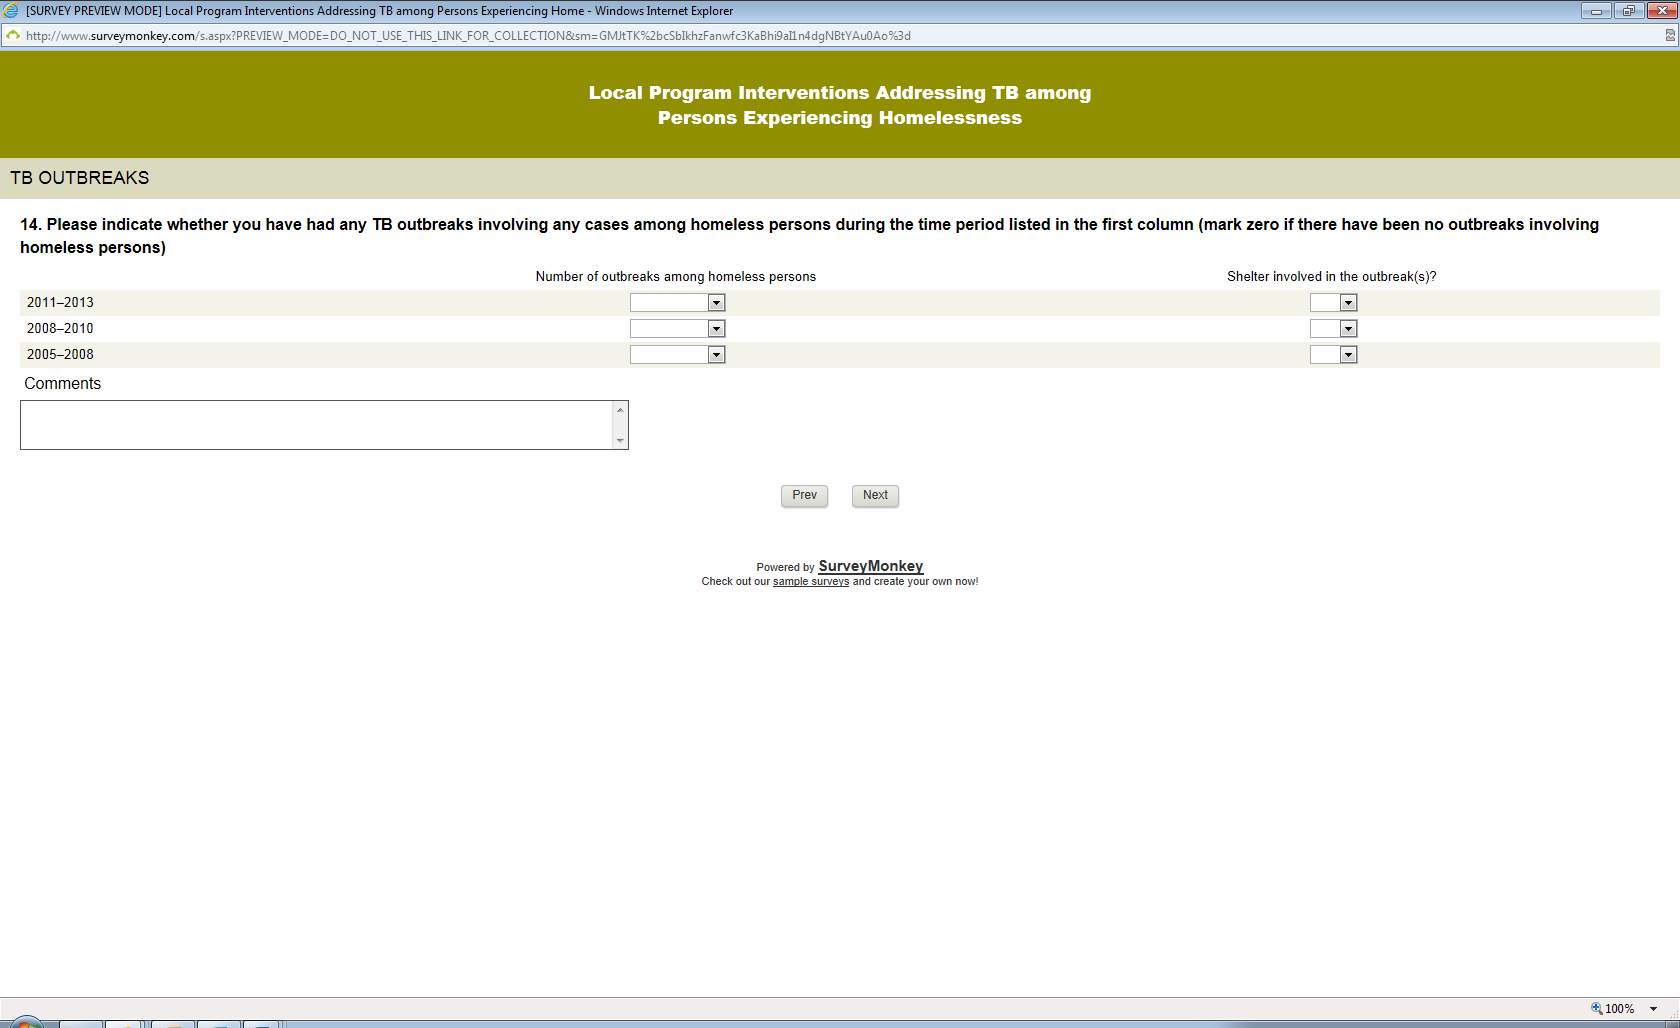 [SURVEY PREVIEW MODE] Local Program Interventions Addressing TB among Persons Experiencing Home - Windows Internet Explorer
http://www.surveymonkey.com/s.aspx?PREVIEW_MODE=DO_NOT_USE_THIS_LINK_FOR_COLLECTION&sm=GMJtTK%2bcSbIkhzFanwfc3KaBhi9aI1n4dgNBtYAu0Ao%3d
Local Program Interventions Addressing TB among
Persons Experiencing Homelessness
TB OUTBREAKS
14. Please indicate whether you have had any TB outbreaks involving any cases among homeless persons during the time period listed in the first column (mark zero if there have been no outbreaks involving
homeless persons)
Number of outbreaks among homeless persons Shelter involved in the outbreak(s)?
2011–2013
2008–2010
2005–2008
Comments
Prev Next
Powered by SurveyMonkey
Check out our sample surveys and create your own now!
100%